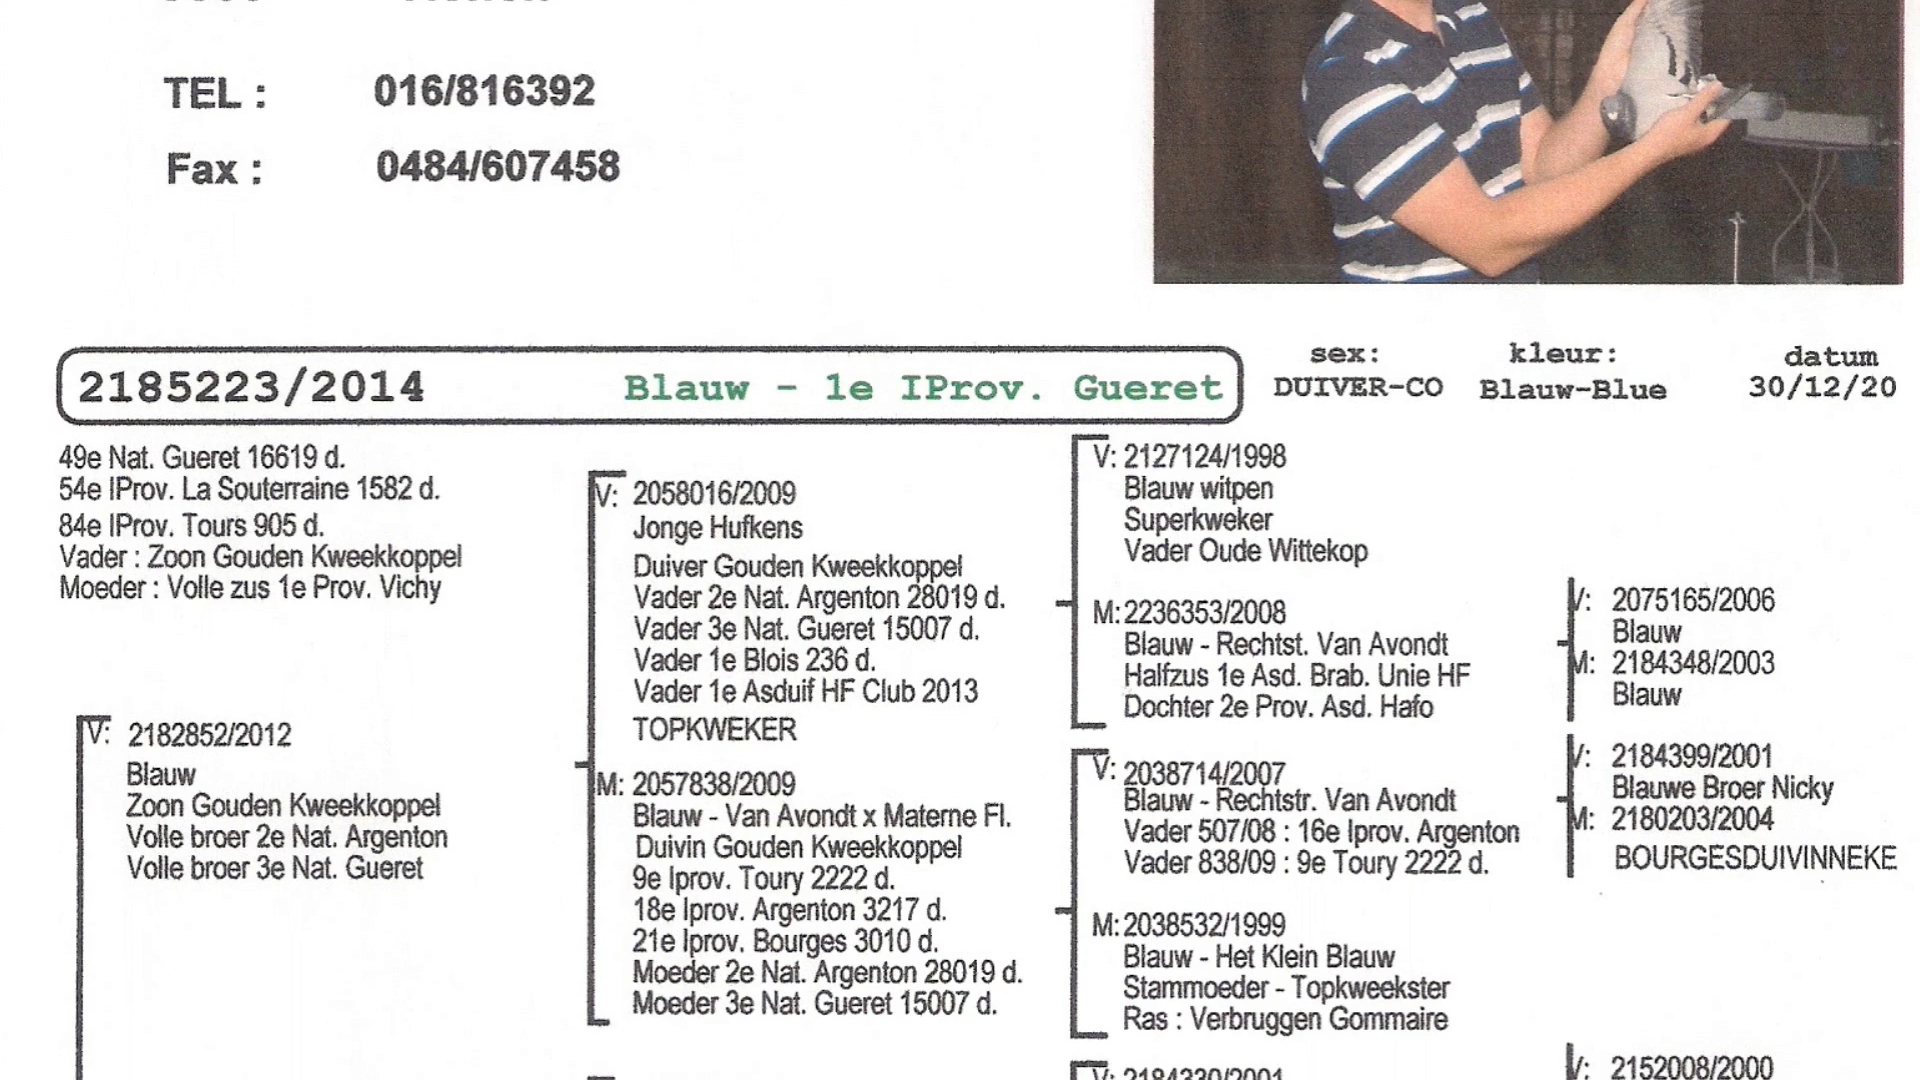 TEL : 016/816392
Fax : 0484/607458
2185223/2014 Blauw - 1e IProv. Gueret
sex: kleur: datum
DUIVER-CO Blauw-Blue 30/12/20
49e Nat. Gueret 16619 d.
54e IProv. La Souterraine 1582 d.
84e IProv. Tours 905 d.
Vader : Zoon Gouden Kweekkoppel
Moeder : Volle zus 1e Prov. Vichy
V: 2182852/2012
Blauw
Zoon Gouden Kweekkoppel
Volle broer 2e Nat. Argenton
Volle broer 3e Nat. Gueret
V: 2058016/2009
Jonge Hufkens
Duiver Gouden Kweekkoppel
Vader 2e Nat. Argenton 28019 d.
Vader 3e Nat. Gueret 15007 d.
Vader 1e Blois 236 d.
Vader 1e Asduif HF Club 2013
TOPKWEKER
M: 2057838/2009
Blauw - Van Avondt x Materne Fl.
Duivin Gouden Kweekkoppel
9e Iprov. Toury 2222 d.
18e Iprov. Argenton 3217 d.
21e Iprov. Bourges 3010 d.
Moeder 2e Nat. Argenton 28019 d.
Moeder 3e Nat. Gueret 15007 d.
V: 2127124/1998
Blauw witpen
Superkweker
Vader Oude Wittekop
M: 2236353/2008
Blauw - Rechtst. Van Avondt
Halfzus 1e Asd. Brab. Unie HF
Dochter 2e Prov. Asd. Hafo
V: 2038714/2007
Blauw - Rechtstr. Van Avondt
Vader 507/08 : 16e Iprov. Argenton
Vader 838/09 : 9e Toury 2222 d.
M: 2038532/1999
Blauw - Het Klein Blauw
Stammoeder - Topkweekster
Ras : Verbruggen Gommaire
V: 2184330/2001
V: 2075165/2006
Blauw
M: 2184348/2003
Blauw
V: 2184399/2001
Blauwe Broer Nicky
M: 2180203/2004
BOURGESDUIVINNEKE
V: 2152008/2000